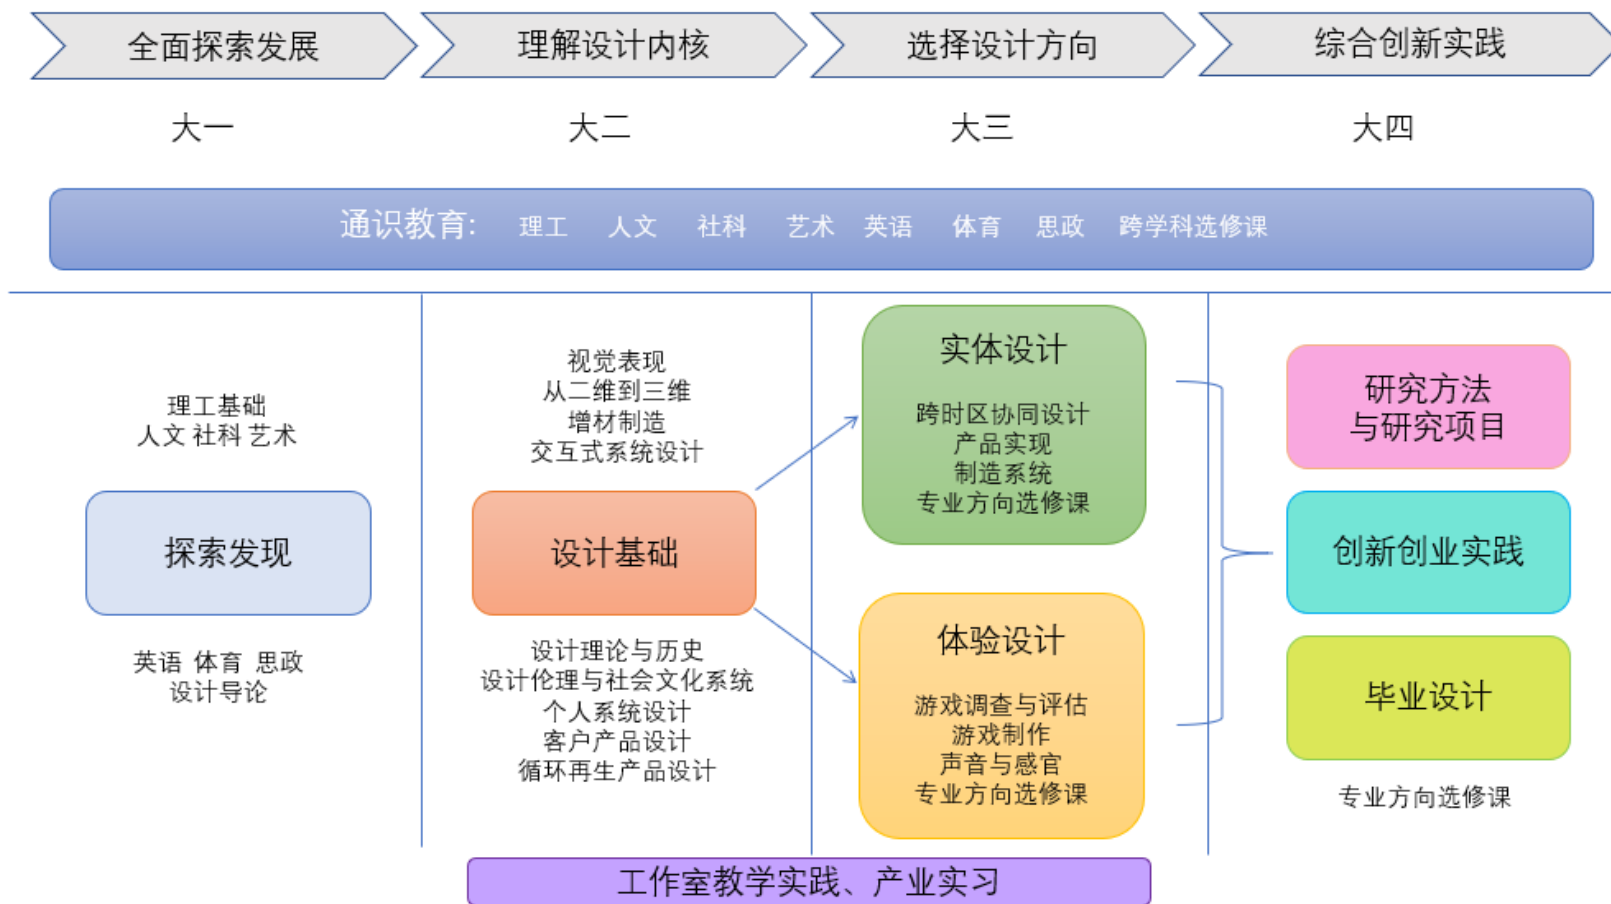 全面探索发展
理解设计内核
选择设计方向
综合创新实践
大一
大二
大三
大四
通识教育: 理工 人文 社科 艺术 英语 体育 思政 跨学科选修课
理工基础
人文 社科 艺术
探索发现
英语 体育 思政
设计导论
视觉表现
从二维到三维
增材制造
交互式系统设计
设计基础
设计理论与历史
设计伦理与社会文化系统
个人系统设计
客户产品设计
循环再生产品设计
实体设计
跨时区协同设计
产品实现
制造系统
专业方向选修课
体验设计
游戏调查与评估
游戏制作
声音与感官
专业方向选修课
研究方法
与研究项目
创新创业实践
毕业设计
专业方向选修课
工作室教学实践、产业实习